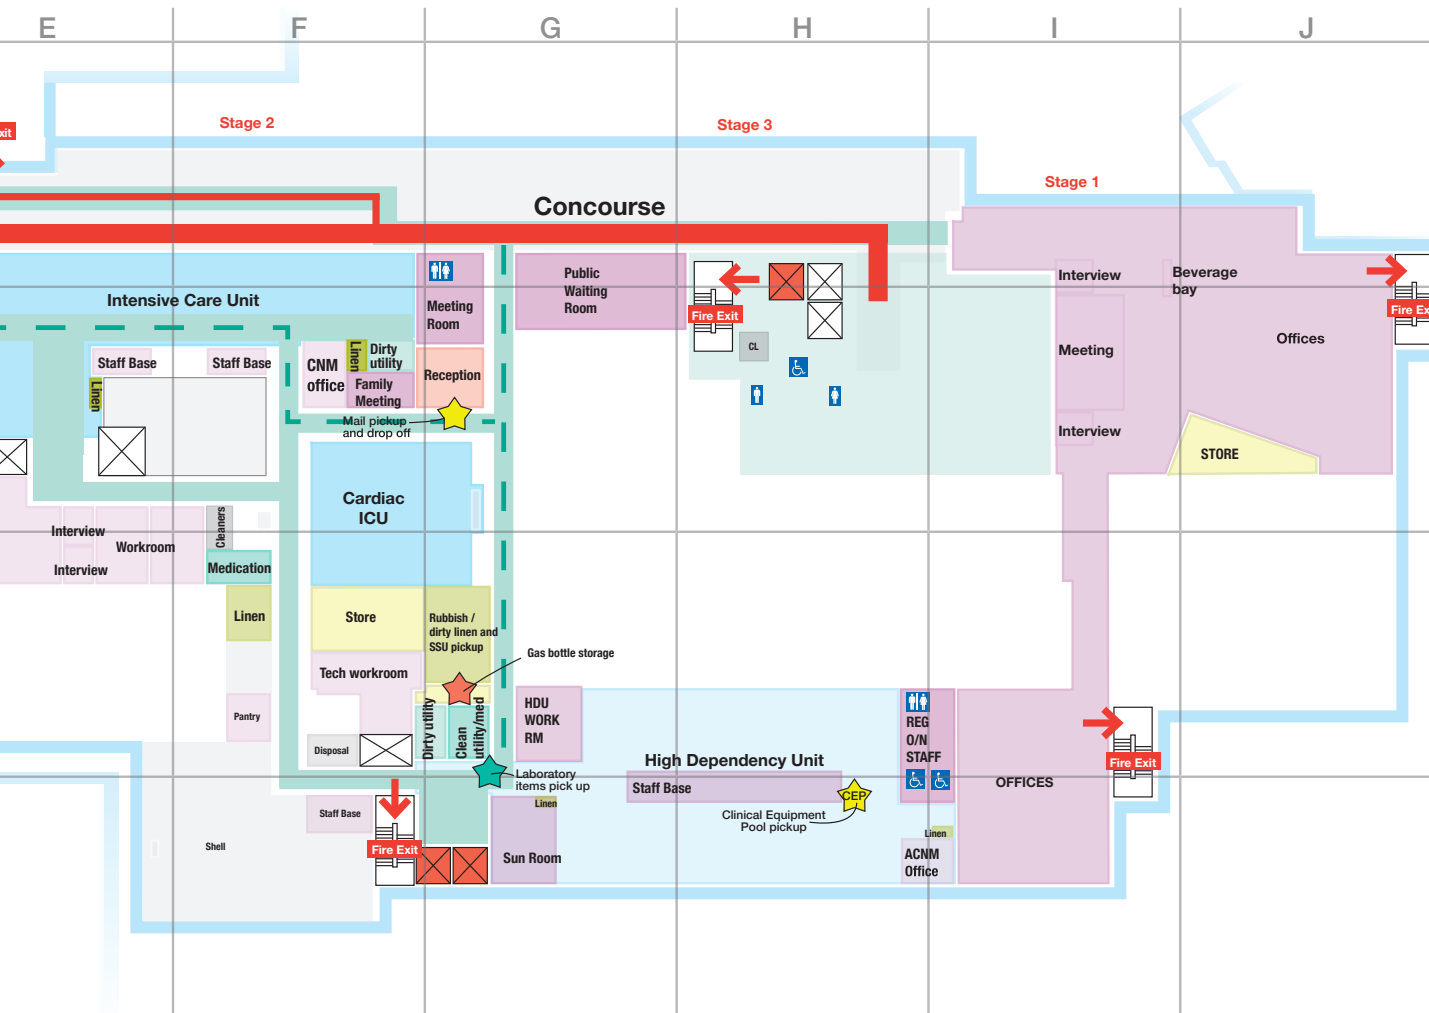 E
F
G
H
I
J
Stage 2
Stage 3
xit
Stage 1
Concourse
Intensive Care Unit
Meeting
Room
Public
Waiting
Room
Fire Exit
Interview
Beverage
bay
Fire Ex
Offices
Staff Base
Staff Base
Linen
CNM
office
Linen
Dirty
utility
Family
Meeting
Reception
CL
Meeting
Mail pickup
and drop off
Interview
STORE
Cardiac
ICU
Interview
Interview
Workroom
Cleaners
Medication
Linen
Store
Rubbish /
dirty linen and
SSU pickup
Gas bottle storage
Tech workroom
Pantry
Disposal
Dirty utility
Clean
utility/med
HDU
WORK
RM
REG
O/N
STAFF
High Dependency Unit
Fire Exit
Laboratory
items pick up
Staff Base
CEP
OFFICES
Clinical Equipment
Pool pickup
Staff Base
Linen
Linen
Shell
Fire Exit
Sun Room
ACNM
Office